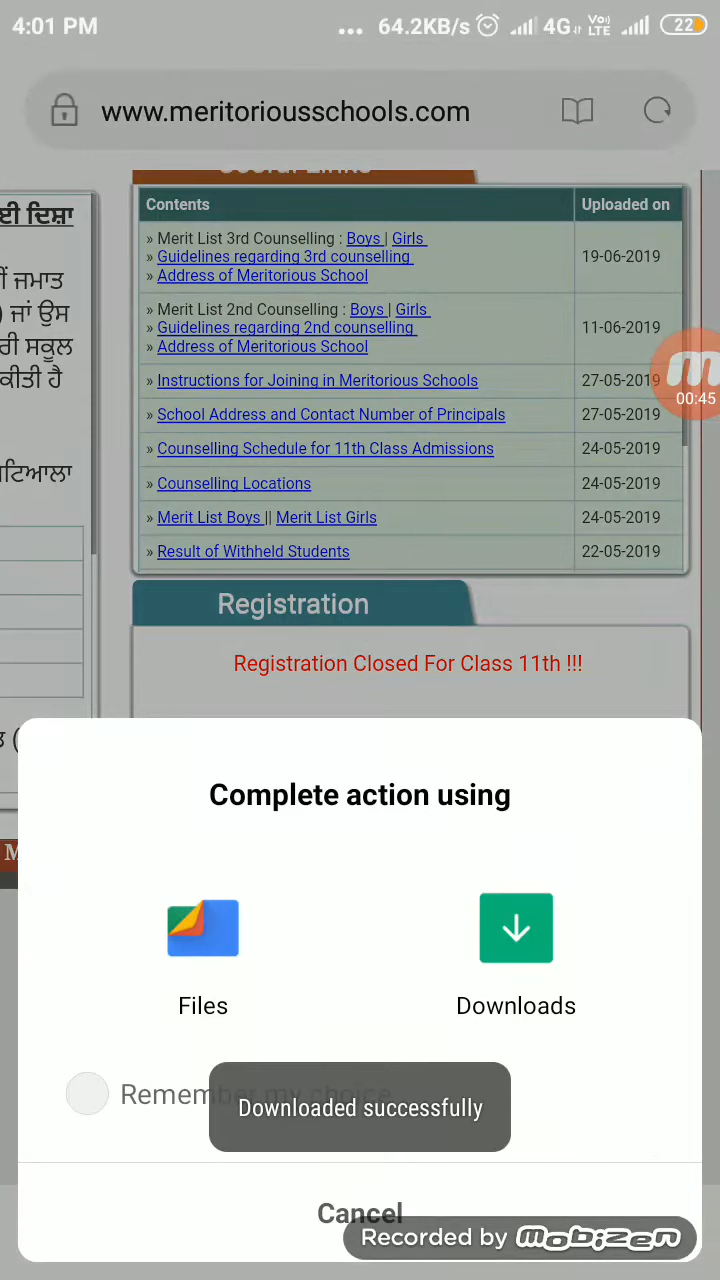 4:01 PM
... 64.2KB/s 4G Vo)) LTE 22
www.meritoriousschools.com
ਈ ਦਿਸ਼ਾ
ਜਮਾਤ
) ਜਾਂ ਉਸ
ਰੀ ਸਕੂਲ
ਕੀਤੀ ਹੈ
ਟਿਆਲਾ
Contents Uploaded on
» Merit List 3rd Counselling : Boys | Girls
» Guidelines regarding 3rd counselling 19-06-2019
» Address of Meritorious School
» Merit List 2nd Counselling : Boys | Girls
» Guidelines regarding 2nd counselling 11-06-2019
» Address of Meritorious School
» Instructions for Joining in Meritorious Schools 27-05-2019
» School Address and Contact Number of Principals 27-05-2019
» Counselling Schedule for 11th Class Admissions 24-05-2019
» Counselling Locations 24-05-2019
» Merit List Boys || Merit List Girls 24-05-2019
» Result of Withheld Students 22-05-2019
00:45
Registration
Registration Closed For Class 11th !!!
M
Complete action using
Files Downloads
Remember my choice
Downloaded successfully
Cancel
Recorded by mobizen